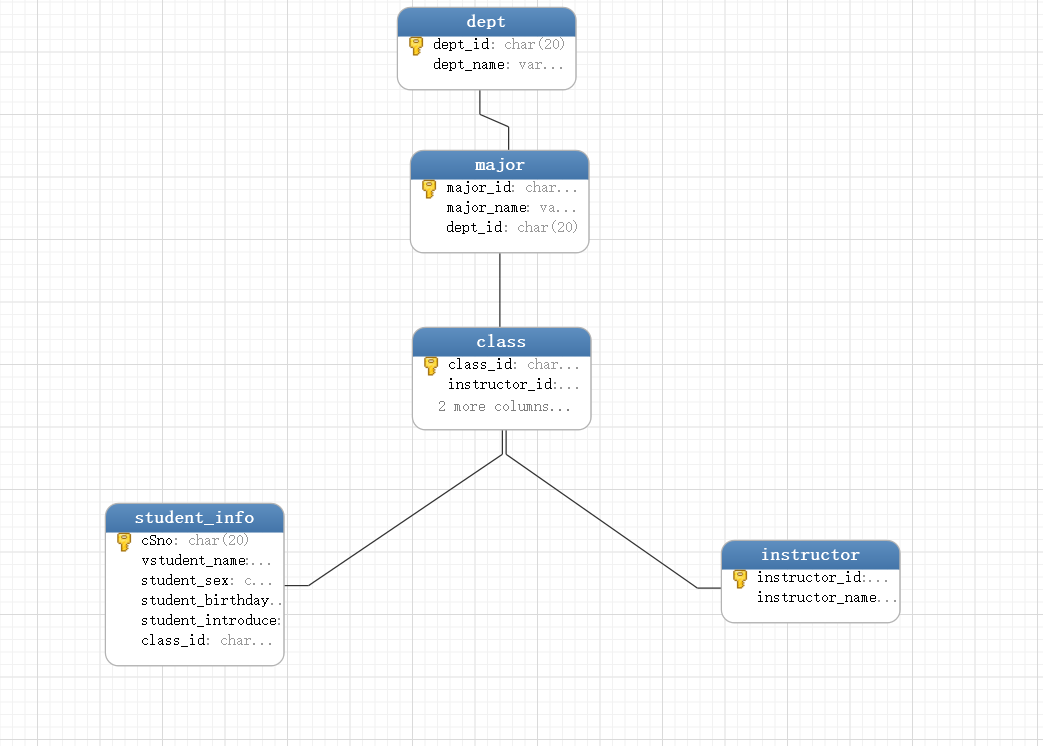 dept
dept_id: char(20)
dept_name: var...
major
major_id: char...
major_name: va...
dept_id: char(20)
class
class_id: char...
instructor_id:...
2 more columns...
student_info
cSno: char(20)
vstudent_name:...
student_sex: c...
student_birthday..
student_introduce:
class_id: char...
instructor
instructor_id:...
instructor_name...